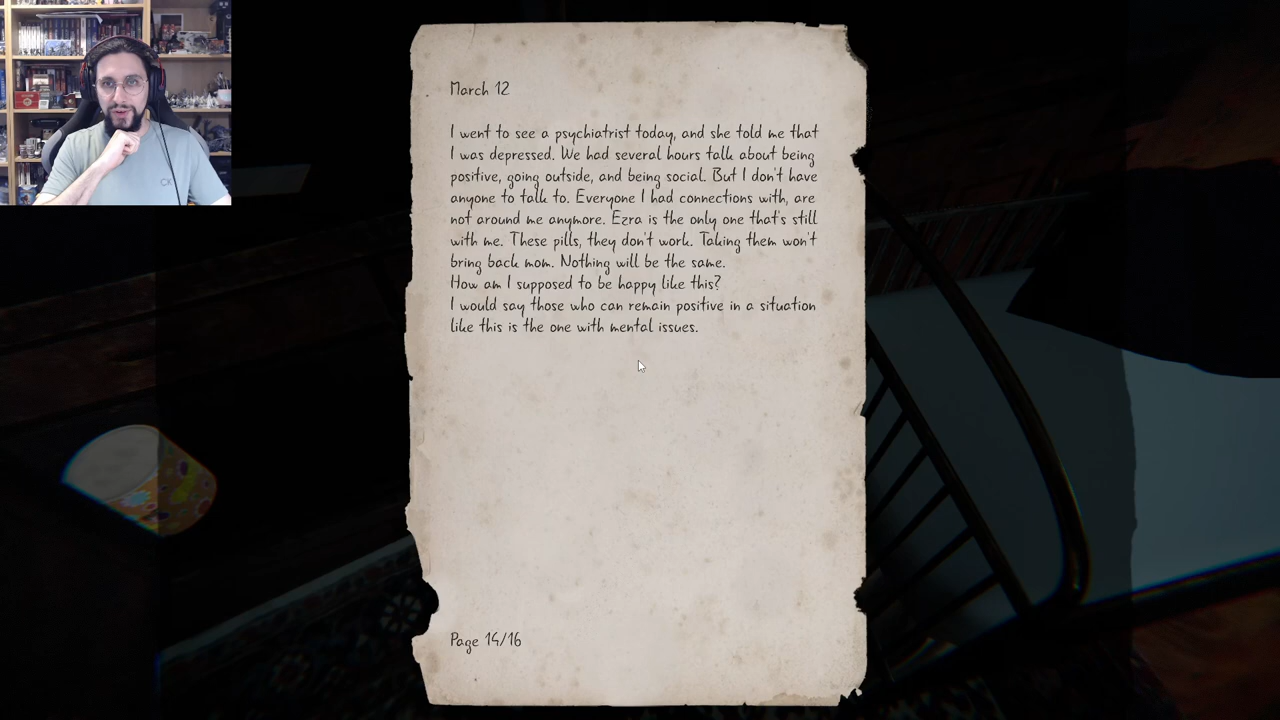 March 12
I went to see a psychiatrist today, and she told me that
I was depressed. We had several hours talk about being
positive, going outside, and being social. But I don't have
anyone to talk to. Everyone I had connections with, are
not around me anymore. Ezra is the only one that's still
with me. These pills, they don't work. Taking them won't
bring back mom. Nothing will be the same.
How am I supposed to be happy like this?
I would say those who can remain positive in a situation
like this is the one with mental issues.
Page 14/16